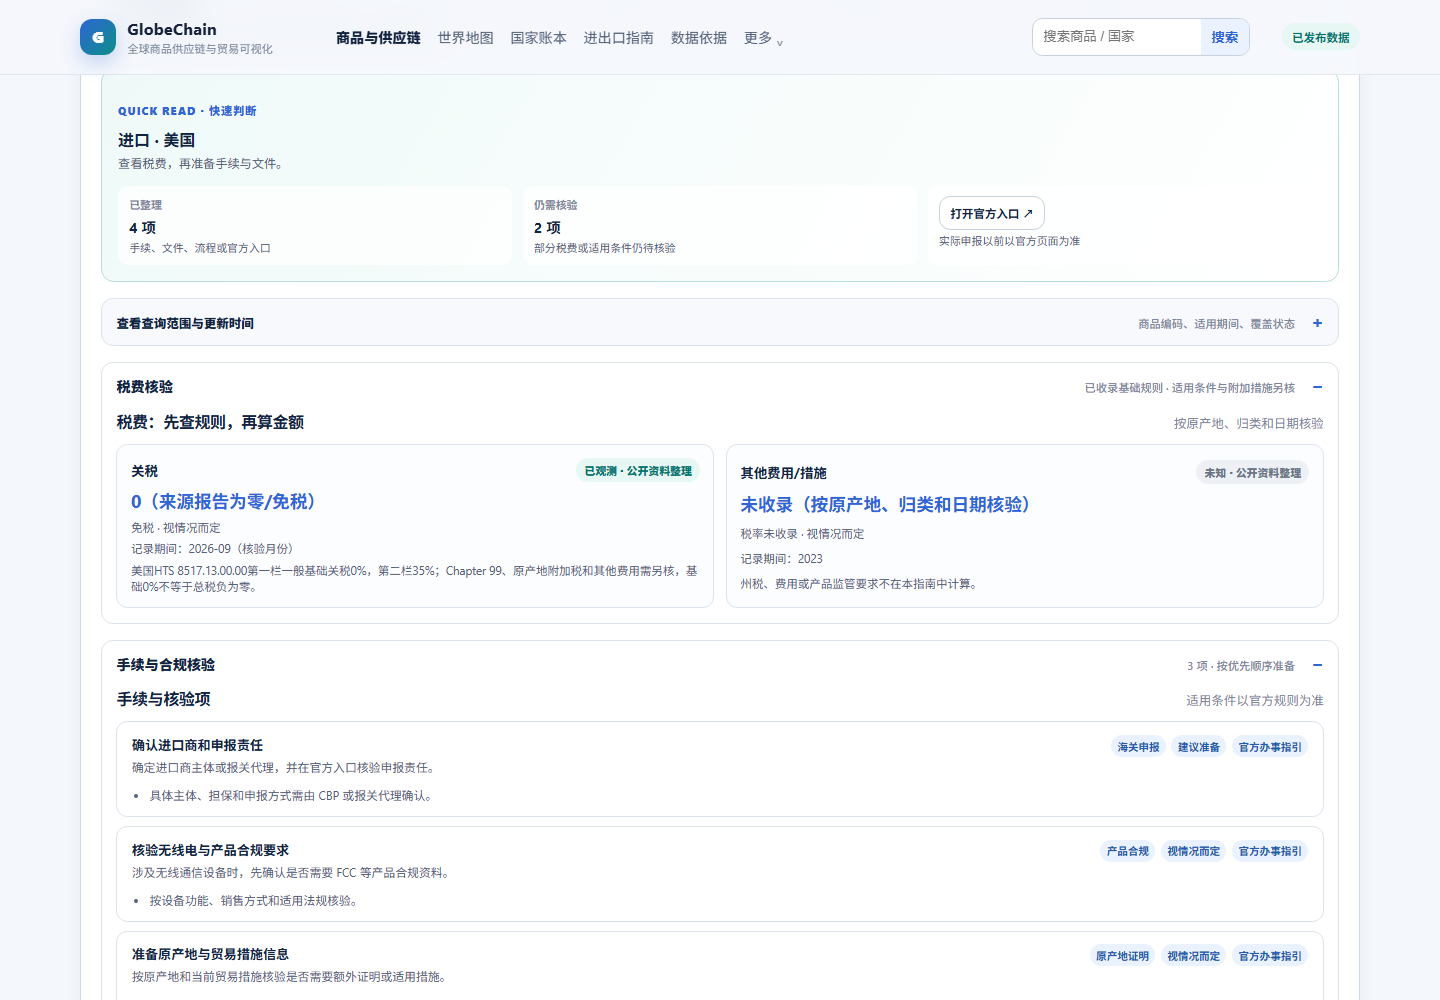 G
GlobeChain
全球商品供应链与贸易可视化
商品与供应链 世界地图 国家账本 进出口指南 数据依据 更多
搜索商品 / 国家
搜索
已发布数据
QUICK READ · 快速判断
进口 · 美国
查看税费，再准备手续与文件。
已整理
4 项
手续、文件、流程或官方入口
仍需核验
2 项
部分税费或适用条件仍待核验
打开官方入口 ↗
实际申报以前以官方页面为准
查看查询范围与更新时间
商品编码、适用期间、覆盖状态 +
税费核验
已收录基础规则 · 适用条件与附加措施另核 −
税费：先查规则，再算金额
按原产地、归类和日期核验
关税
已观测 · 公开资料整理
0（来源报告为零/免税）
免税 · 视情况而定
记录期间：2026-09（核验月份）
美国HTS 8517.13.00.00第一栏一般基础关税0%，第二栏35%；Chapter 99、原产地附加税和其他费用需另核，基
础0%不等于总税负为零。
其他费用/措施
未知 · 公开资料整理
未收录（按原产地、归类和日期核验）
税率未收录 · 视情况而定
记录期间：2023
州税、费用或产品监管要求不在本指南中计算。
手续与合规核验
3 项 · 按优先顺序准备 −
手续与核验项
适用条件以官方规则为准
确认进口商和申报责任
海关申报 建议准备 官方办事指引
确定进口商主体或报关代理，并在官方入口核验申报责任。
• 具体主体、担保和申报方式需由 CBP 或报关代理确认。
核验无线电与产品合规要求
产品合规 视情况而定 官方办事指引
涉及无线通信设备时，先确认是否需要 FCC 等产品合规资料。
• 按设备功能、销售方式和适用法规核验。
准备原产地与贸易措施信息
原产地证明 视情况而定 官方办事指引
按原产地和当前贸易措施核验是否需要额外证明或适用措施。